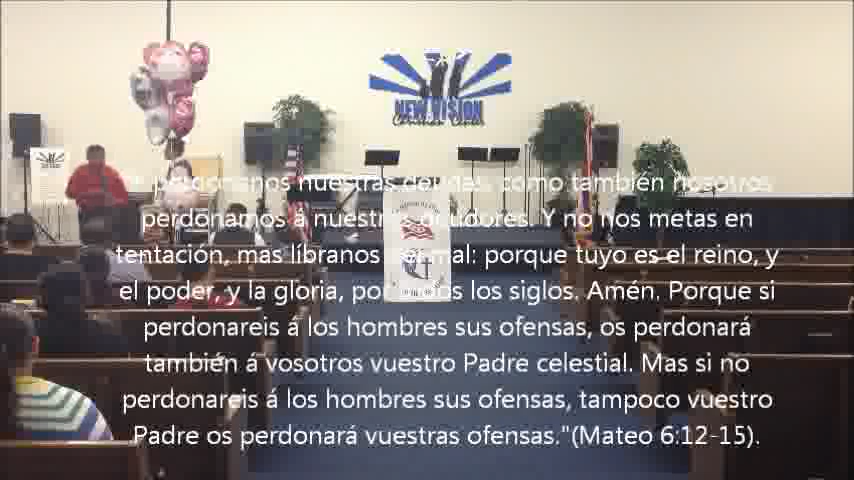 NEW VISION
perdonanos nuestras deudas, como también nosotros
perdonamos á nuestros deudores. Y no nos metas en
tentación, mas líbranos del mal: porque tuyo es el reino, y
el poder, y la gloria, por todos los siglos. Amén. Porque si
perdonareis á los hombres sus ofensas, os perdonará
también á vosotros vuestro Padre celestial. Mas si no
perdonareis á los hombres sus ofensas, tampoco vuestro
Padre os perdonará vuestras ofensas."(Mateo 6:12-15).